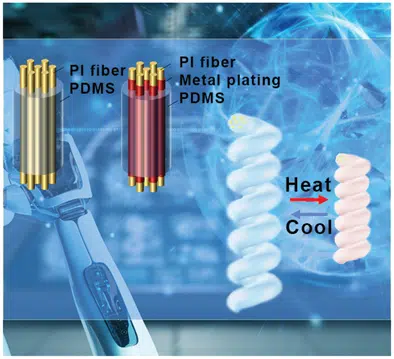 PI fiber
PDMS
PI fiber
Metal plating
PDMS
Heat
Cool